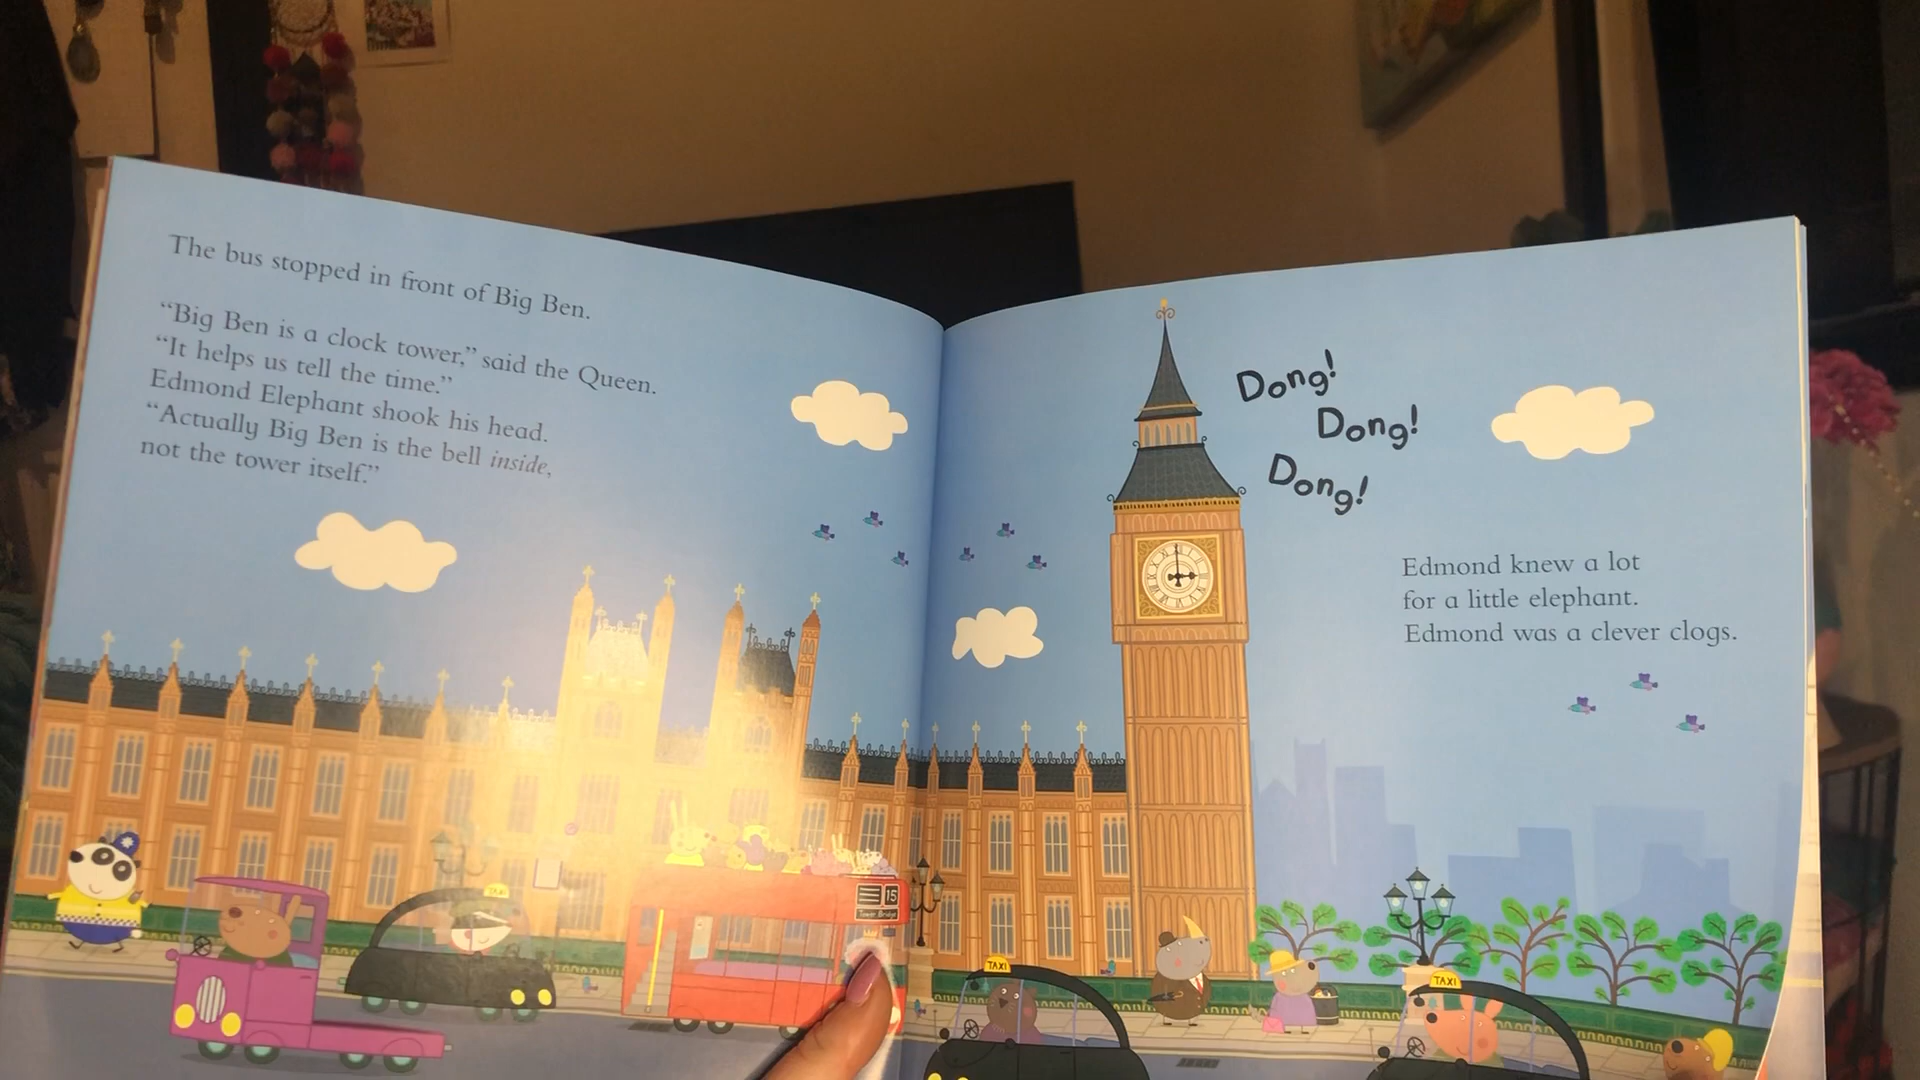 The bus stopped in front of Big Ben.
“Big Ben is a clock tower,” said the Queen.
“It helps us tell the time.”
Edmond Elephant shook his head.
“Actually Big Ben is the bell inside,
not the tower itself.”
TAXI
15
Tower Bridge
Dong!
Dong!
Dong!
Edmond knew a lot
for a little elephant.
Edmond was a clever clogs.
TAXI
TAXI